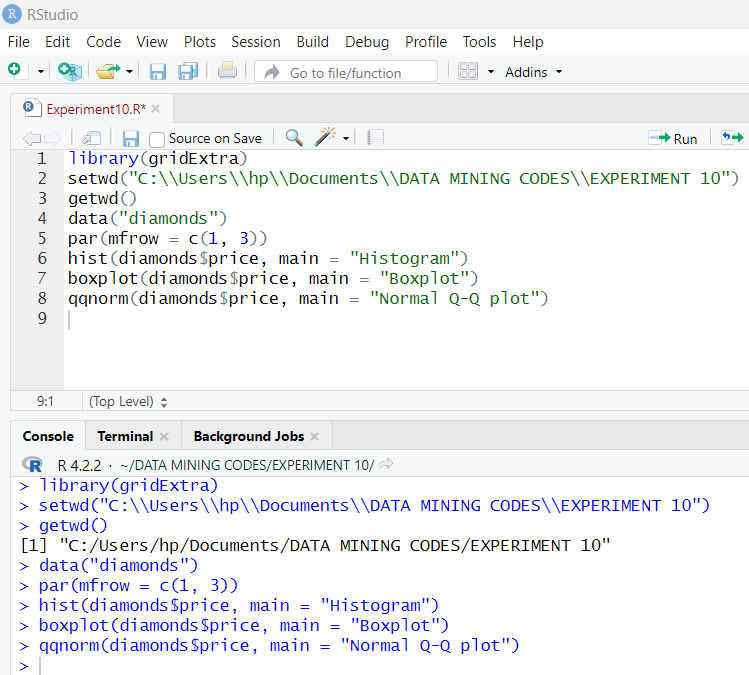 RStudio
File Edit Code View Plots Session Build Debug Profile Tools Help
Go to file/function Addins
Experiment10.R*
Source on Save Run
1 library(gridExtra)
2 setwd("C:\\Users\\hp\\Documents\\DATA MINING CODES\\EXPERIMENT 10")
3 getwd()
4 data("diamonds")
5 par(mfrow = c(1, 3))
6 hist(diamonds$price, main = "Histogram")
7 boxplot(diamonds$price, main = "Boxplot")
8 qqnorm(diamonds$price, main = "Normal Q-Q plot")
9
9:1 (Top Level)
Console Terminal Background Jobs
R 4.2.2 · ~/DATA MINING CODES/EXPERIMENT 10/
> library(gridExtra)
> setwd("C:\\Users\\hp\\Documents\\DATA MINING CODES\\EXPERIMENT 10")
> getwd()
[1] "C:/Users/hp/Documents/DATA MINING CODES/EXPERIMENT 10"
> data("diamonds")
> par(mfrow = c(1, 3))
> hist(diamonds$price, main = "Histogram")
> boxplot(diamonds$price, main = "Boxplot")
> qqnorm(diamonds$price, main = "Normal Q-Q plot")
>